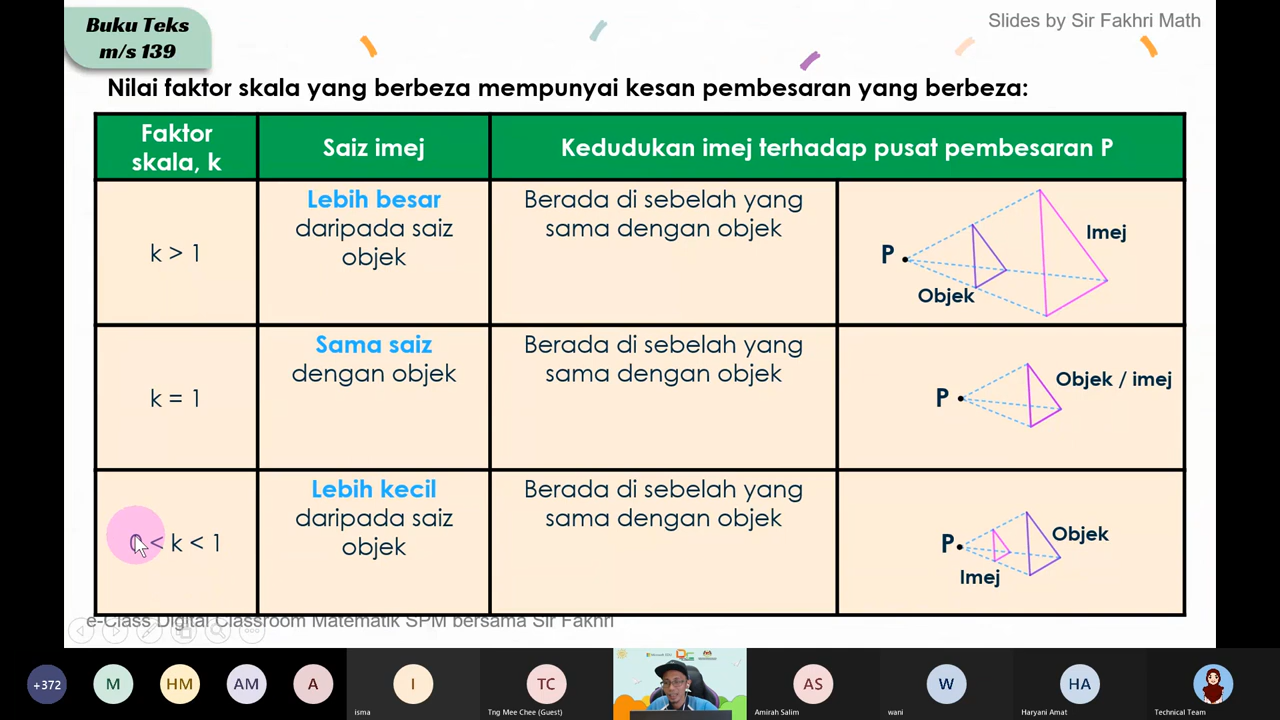 Buku Teks
m/s 139
Slides by Sir Fakhri Math
Nilai faktor skala yang berbeza mempunyai kesan pembesaran yang berbeza:
Faktor
skala, k
Saiz imej
Kedudukan imej terhadap pusat pembesaran P
k > 1
Lebih besar
daripada saiz
objek
Berada di sebelah yang
sama dengan objek
P
Objek
Imej
k = 1
Sama saiz
dengan objek
Berada di sebelah yang
sama dengan objek
P
Objek / imej
0 < k < 1
Lebih kecil
daripada saiz
objek
Berada di sebelah yang
sama dengan objek
P
Imej
Objek
e-Class Digital Classroom Matematik SPM bersama Sir Fakhri
+372
M
HM
AM
A
I
isma
TC
Tng Mee Chee (Guest)
AS
Amirah Salim
W
wani
HA
Haryani Amat
Technical Team